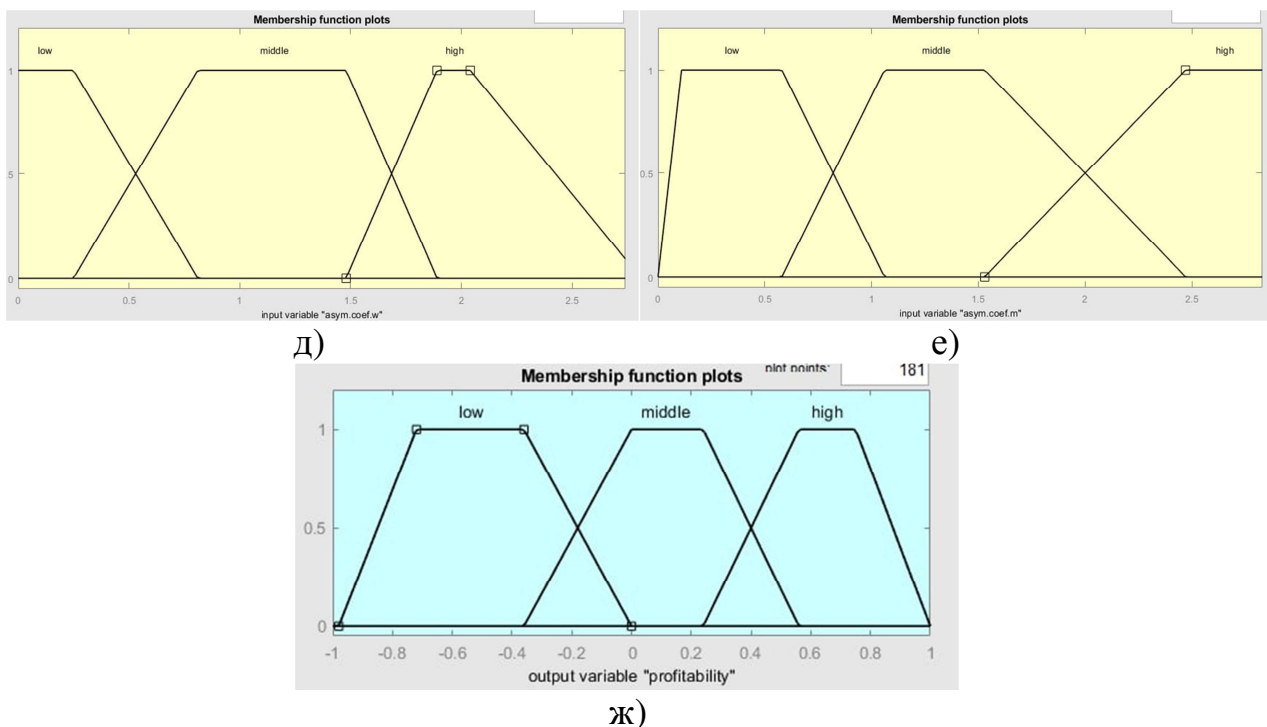 Membership function plots
low middle high
1
5
0
0 0.5 1 1.5 2 2.5
input variable "asym.coef.w"
д)
Membership function plots
low middle high
1
0.5
0
0 0.5 1 1.5 2 2.5
input variable "asym.coef.m"
е)
Membership function plots plot points: 181
low middle high
1
0.5
0
-1 -0.8 -0.6 -0.4 -0.2 0 0.2 0.4 0.6 0.8 1
output variable "profitability"
ж)